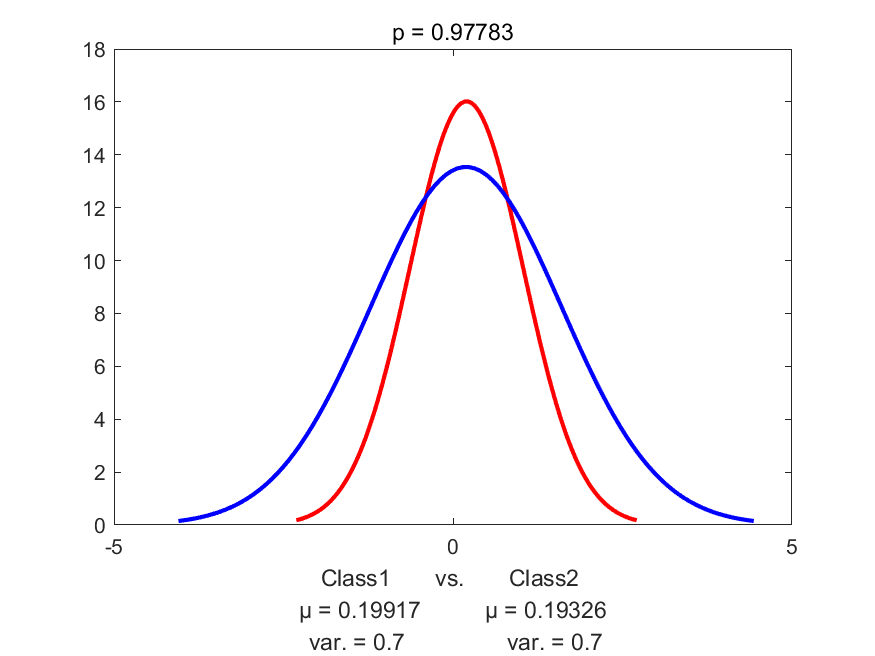 p = 0.97783
18
16
14
12
10
8
6
4
2
0
-5 0 5
Class1 vs. Class2
μ = 0.19917 μ = 0.19326
var. = 0.7 var. = 0.7